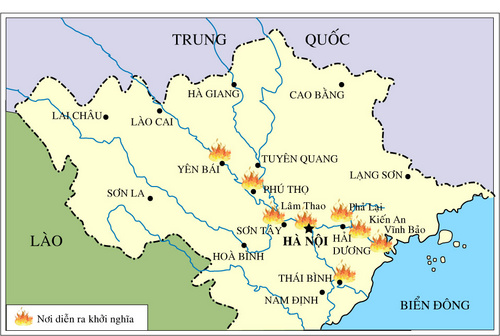 TRUNG QUỐC
HÀ GIANG
CAO BẰNG
LAI CHÂU
LÀO CAI
TUYÊN QUANG
YÊN BÁI
LẠNG SƠN
PHÚ THỌ
SƠN LA
Lâm Thao
Phả Lại
Kiến An
Vĩnh Bảo
SƠN TÂY
HÀ NỘI
HẢI
DƯƠNG
LÀO
HOÀ BÌNH
THÁI BÌNH
NAM ĐỊNH
BIỂN ĐÔNG
Nơi diễn ra khởi nghĩa